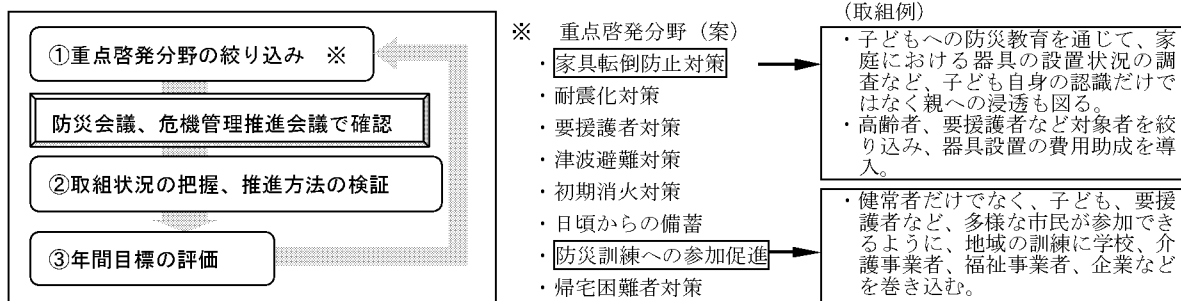 ①重点啓発分野の絞り込み ※
防災会議、危機管理推進会議で確認
②取組状況の把握、推進方法の検証
③年間目標の評価
※ 重点啓発分野（案）
・家具転倒防止対策
・耐震化対策
・要援護者対策
・津波避難対策
・初期消火対策
・日頃からの備蓄
・防災訓練への参加促進
・帰宅困難者対策
（取組例）
・子どもへの防災教育を通じて、家
庭における器具の設置状況の調
査など、子ども自身の認識だけで
はなく親への浸透も図る。
・高齢者、要援護者など対象者を絞
り込み、器具設置の費用助成を導
入。
・健常者だけでなく、子ども、要援
護者など、多様な市民が参加でき
るように、地域の訓練に学校、介
護事業者、福祉事業者、企業など
を巻き込む。